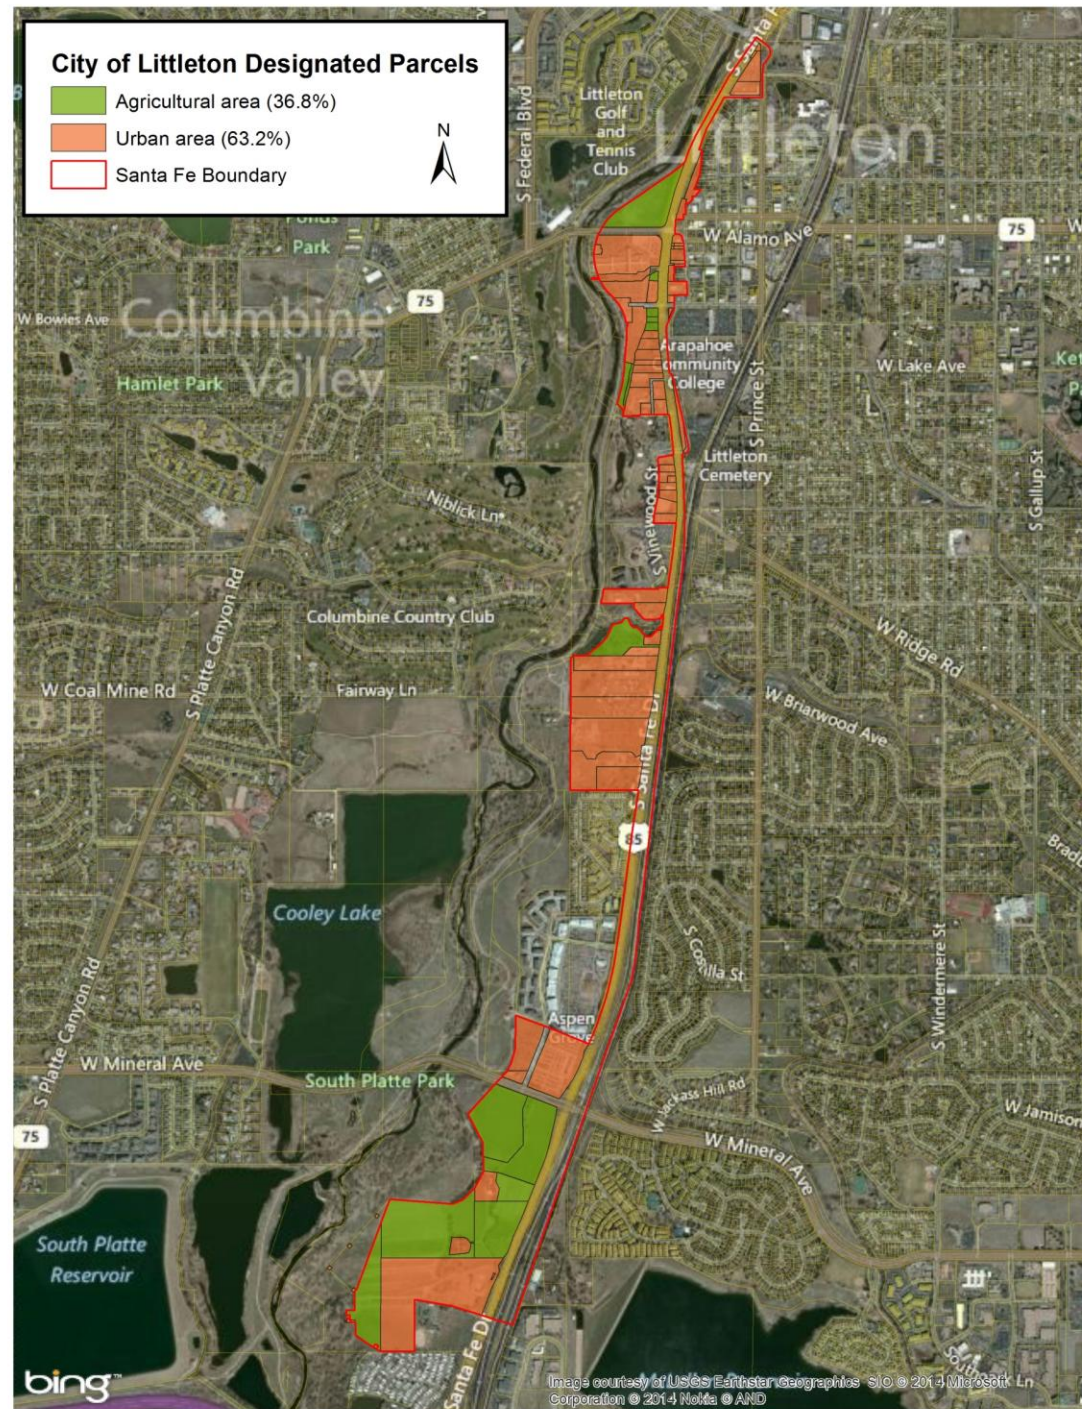 City of Littleton Designated Parcels
Agricultural area (36.8%)
Urban area (63.2%)
Santa Fe Boundary
N
S Federal Blvd
Littleton
Golf
and
Tennis
Club
Littleton
S Santa F
Park
W Alamo Ave
75
W
75
W Bowles Ave
Columbine
Valley
Hamlet Park
Arapahoe
Community
College
W Lake Ave
S Prince St
Littleton
Cemetery
S Gallup St
Niblick Ln
S Vinewood St
S Platte Canyon Rd
Columbine Country Club
W Ridge Rd
W Coal Mine Rd
Fairway Ln
W Briarwood Ave
S Santa Fe Dr
85
Cooley Lake
S Cosilla St
S Windermere St
Aspen
Grove
S Platte Canyon Rd
W Mineral Ave
South Platte Park
W Jackass Hill Rd
W Jamison
75
W Mineral Ave
South Platte
Reservoir
Santa Fe Dr
bing™
Image courtesy of USGS Earthstar Geographics SIO © 2014 Microsoft
Corporation © 2014 Nokia © AND